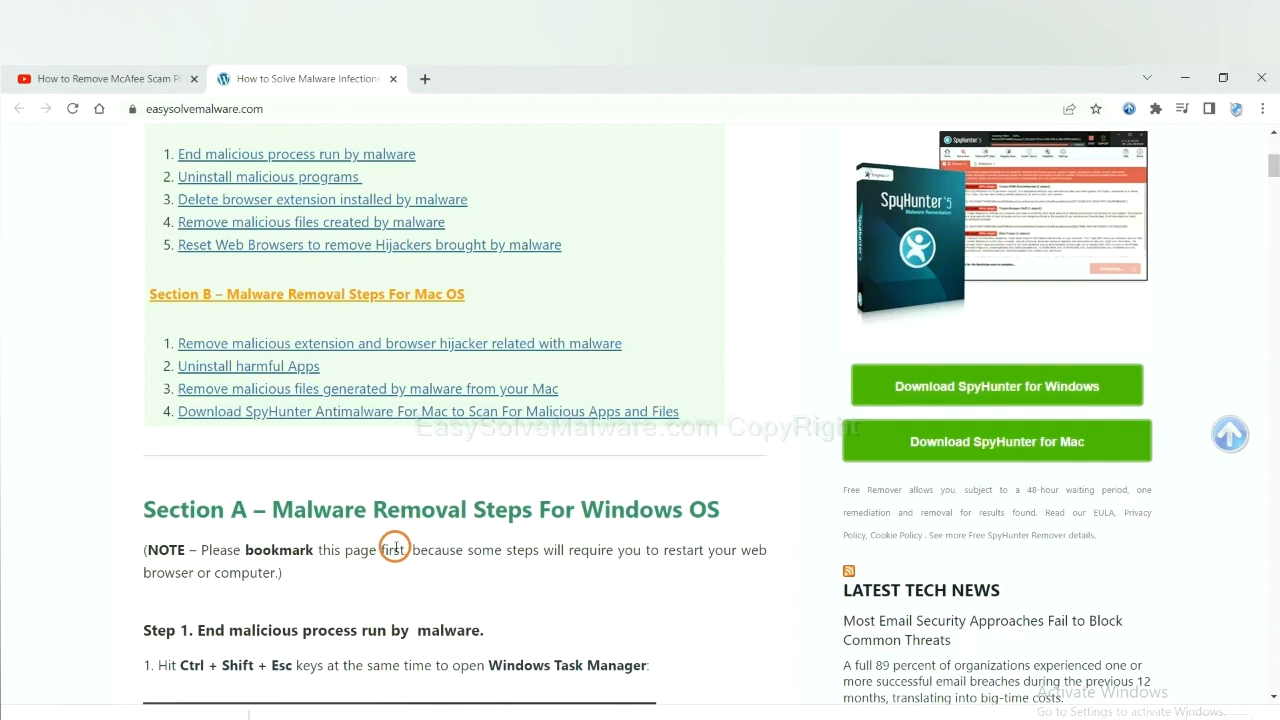 How to Remove McAfee Scam P
How to Solve Malware Infection
easysolvemalware.com
1. End malicious process run by malware
2. Uninstall malicious programs
3. Delete browser
installed by malware
4. Remove malicious
created by malware
5. Reset Web Browser
Hijackers brought by malware
Section B – Malware Removal Steps For Mac OS
1. Remove malicious extension and browser hijacker related with malware
2. Uninstall harmful Apps
3. Remove malicious files generated by malware from your Mac
4. Download SpyHunter Antimalware For Mac to Scan For Malicious Apps and Files
EasySolveMalware.com CopyRight
Section A – Malware Removal Steps For Windows OS
(NOTE – Please bookmark this page first, because some steps will require you to restart your web
browser or computer.)
Step 1. End malicious process run by malware.
1. Hit Ctrl + Shift + Esc keys at the same time to open Windows Task Manager:
SpyHunter 5
Malware Remediation
Download SpyHunter for Windows
Download SpyHunter for Mac
Free Remover allows you, subject to a 48-hour waiting period, one
remediation and removal for results found. Read our EULA, Privacy
Policy, Cookie Policy . See more Free SpyHunter Remover details.
LATEST TECH NEWS
Most Email Security Approaches Fail to Block
Common Threats
A full 89 percent of organizations experienced one or
more successful email breaches during the previous 12
months, translating into big-time costs.
Activate Windows
Go to Settings to activate Windows.